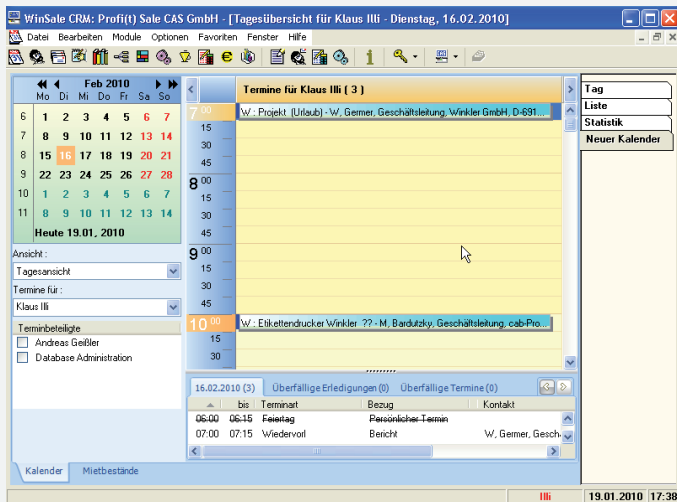 WinSale CRM: Profi(t) Sale CAS GmbH - [Tagesübersicht für Klaus Illi - Dienstag, 16.02.2010]
Datei Bearbeiten Module Optionen Favoriten Fenster Hilfe
Feb 2010
Mo Di Mi Do Fr Sa So
6 1 2 3 4 5 6 7
7 8 9 10 11 12 13 14
8 15 16 17 18 19 20 21
9 22 23 24 25 26 27 28
10 1 2 3 4 5 6 7
11 8 9 10 11 12 13 14
Heute 19.01, 2010
Ansicht :
Tagesansicht
Termine für :
Klaus Illi
Terminbeteiligte
Andreas Geißler
Database Administration
Termine für Klaus Illi ( 3 )
7 00 W : Projekt (Urlaub) - W, Germer, Geschäftsleitung, Winkler GmbH, D-691...
15
30
45
8 00
15
30
45
9 00
15
30
45
10 00 W : Etikettendrucker Winkler ?? - M, Bardutzky, Geschäftsleitung, cab-Pro...
15
30
16.02.2010 (3) Überfällige Erledigungen (0) Überfällige Termine (0)
bis Terminart Bezug Kontakt
06:00 06:15 Feiertag Persönlicher Termin
07:00 07:15 Wiedervorl Bericht W, Germer, Gesch
Tag
Liste
Statistik
Neuer Kalender
Kalender Mietbestände
Illi 19.01.2010 17:38